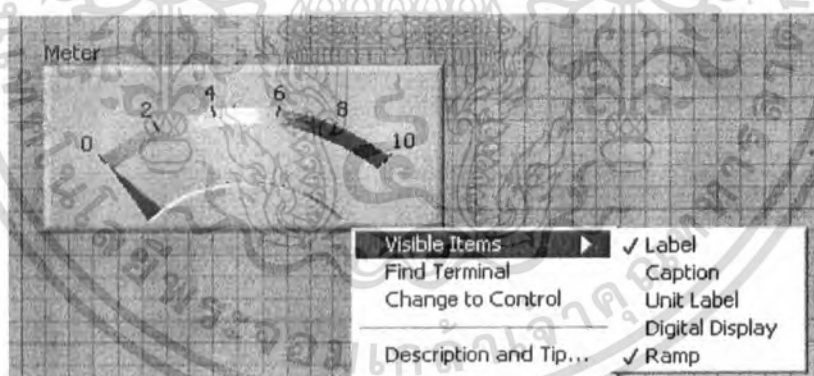 Meter
0 2 4 6 8 10
Visible Items
Find Terminal
Change to Control
Description and Tip...
✓ Label
Caption
Unit Label
Digital Display
✓ Ramp